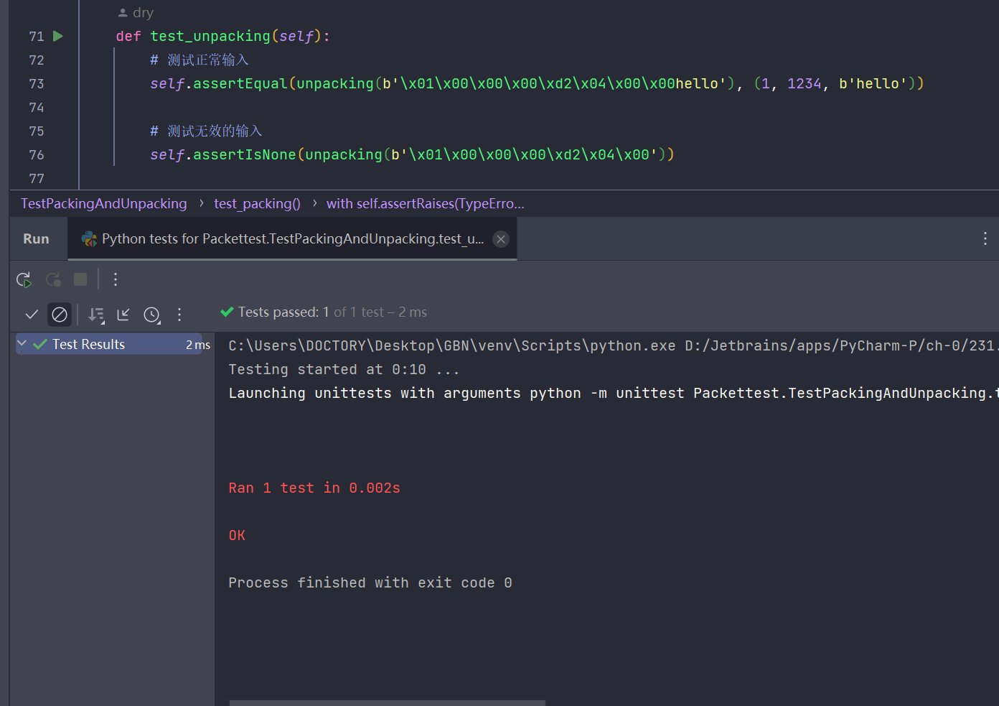 dry
71 def test_unpacking(self):
72 # 测试正常输入
73 self.assertEqual(unpacking(b'\x01\x00\x00\x00\xd2\x04\x00\x00hello'), (1, 1234, b'hello'))
74
75 # 测试无效的输入
76 self.assertIsNone(unpacking(b'\x01\x00\x00\x00\xd2\x04\x00'))
77
TestPackingAndUnpacking › test_packing() › with self.assertRaises(TypeErro...
Run Python tests for Packettest.TestPackingAndUnpacking.test_u...
Tests passed: 1 of 1 test – 2 ms
Test Results 2 ms
C:\Users\DOCTORY\Desktop\GBN\venv\Scripts\python.exe D:/Jetbrains/apps/PyCharm-P/ch-0/231.
Testing started at 0:10 ...
Launching unittests with arguments python -m unittest Packettest.TestPackingAndUnpacking.t
Ran 1 test in 0.002s
OK
Process finished with exit code 0